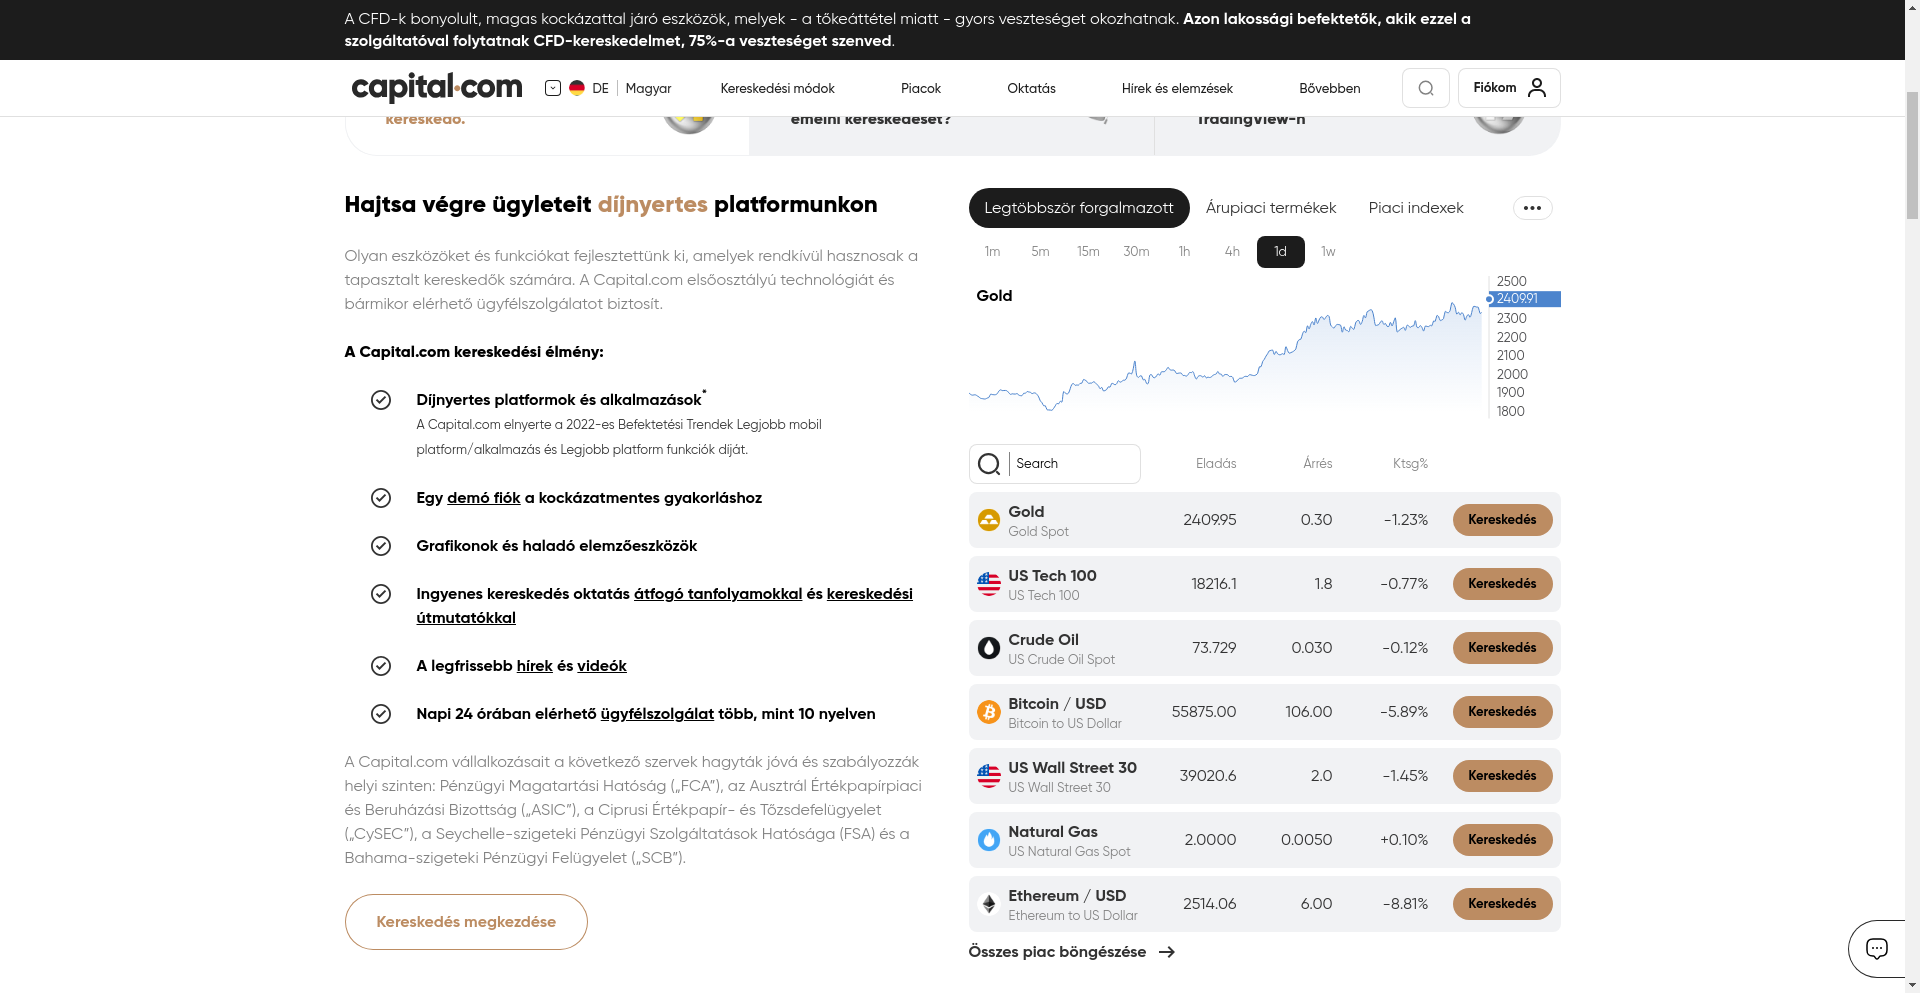 A CFD-k bonyolult, magas kockázattal járó eszközök, melyek - a tőkeáttétel miatt - gyors veszteséget okozhatnak. Azon lakossági befektetők, akik ezzel a
szolgáltatóval folytatnak CFD-kereskedelmet, 75%-a veszteséget szenved.
capital.com
DE
Magyar
Kereskedési módok
Piacok
Oktatás
Hírek és elemzések
Bővebben
Fiókom
kereskedő.
emelni kereskedését?
TradingView-n
Hajtsa végre ügyleteit díjnyertes platformunkon
Olyan eszközöket és funkciókat fejlesztettünk ki, amelyek rendkívül hasznosak a
tapasztalt kereskedők számára. A Capital.com elsőosztályú technológiát és
bármikor elérhető ügyfélszolgálatot biztosít.
A Capital.com kereskedési élmény:
Díjnyertes platformok és alkalmazások*
A Capital.com elnyerte a 2022-es Befektetési Trendek Legjobb mobil
platform/alkalmazás és Legjobb platform funkciók díját.
Egy demó fiók a kockázatmentes gyakorláshoz
Grafikonok és haladó elemzőeszközök
Ingyenes kereskedés oktatás átfogó tanfolyamokkal és kereskedési
útmutatókkal
A legfrissebb hírek és videók
Napi 24 órában elérhető ügyfélszolgálat több, mint 10 nyelven
A Capital.com vállalkozásait a következő szervek hagyták jóvá és szabályozzák
helyi szinten: Pénzügyi Magatartási Hatóság („FCA”), az Ausztrál Értékpapírpiaci
és Beruházási Bizottság („ASIC”), a Ciprusi Értékpapír- és Tőzsdefelügyelet
(„CySEC”), a Seychelle-szigeteki Pénzügyi Szolgáltatások Hatósága (FSA) és a
Bahama-szigeteki Pénzügyi Felügyelet („SCB”).
Kereskedés megkezdése
Legtöbbször forgalmazott
Árupiaci termékek
Piaci indexek
1m 5m 15m 30m 1h 4h 1d 1w
Gold
2500
2409.91
2300
2200
2100
2000
1900
1800
Search Eladás Árrés Ktsg%
Gold 2409.95 0.30 -1.23% Kereskedés
Gold Spot
US Tech 100 18216.1 1.8 -0.77% Kereskedés
US Tech 100
Crude Oil 73.729 0.030 -0.12% Kereskedés
US Crude Oil Spot
Bitcoin / USD 55875.00 106.00 -5.89% Kereskedés
Bitcoin to US Dollar
US Wall Street 30 39020.6 2.0 -1.45% Kereskedés
US Wall Street 30
Natural Gas 2.0000 0.0050 +0.10% Kereskedés
US Natural Gas Spot
Ethereum / USD 2514.06 6.00 -8.81% Kereskedés
Ethereum to US Dollar
Összes piac böngészése